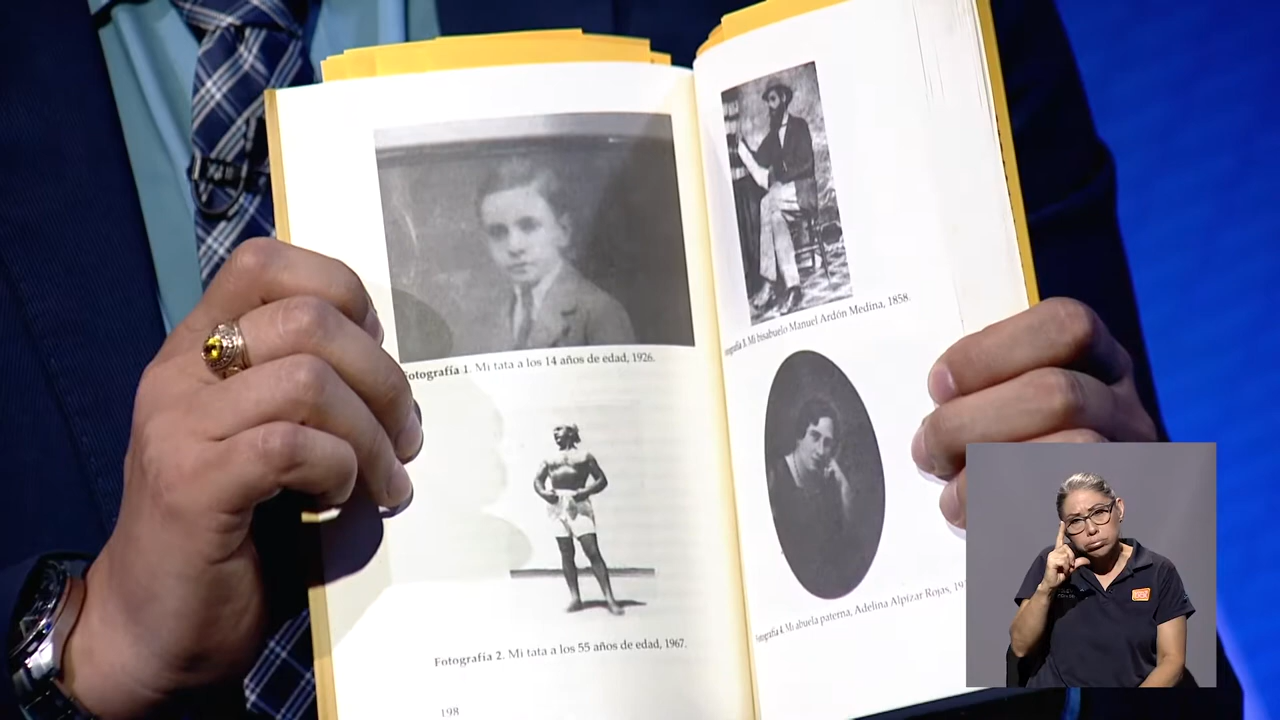 Fotografía 1. Mi tata a los 14 años de edad, 1926.
Fotografía 2. Mi tata a los 55 años de edad, 1967.
198
Mi bisabuelo Manuel Ardón Medina, 1858.
Mi abuela paterna, Adelina Alpízar Rojas,